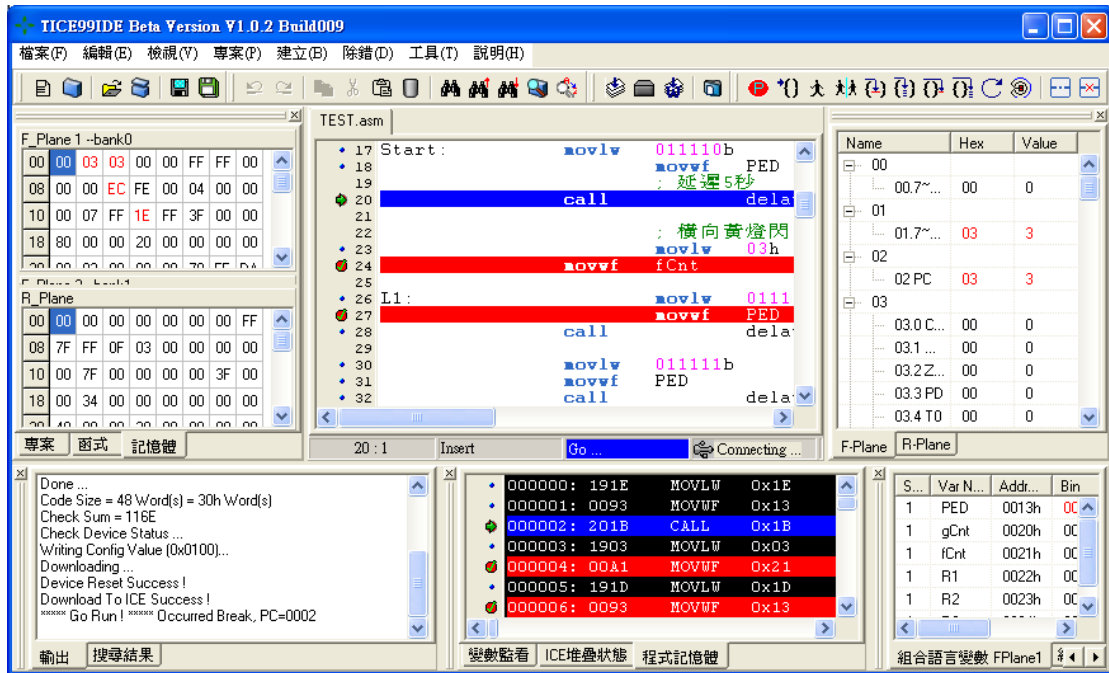 TICE99IDE Beta Version V1.0.2 Build009
檔案(F) 編輯(E) 檢視(V) 專案(P) 建立(B) 除錯(D) 工具(T) 說明(H)
F_Plane 1 --bank0
00 00 03 03 00 00 FF FF 00
08 00 00 EC FE 00 04 00 00
10 00 07 FF 1E FF 3F 00 00
18 80 00 00 20 00 00 00 00
R_Plane
00 00 00 00 00 00 00 00 FF
08 7F FF 0F 03 00 00 00 00
10 00 7F 00 00 00 00 3F 00
18 00 34 00 00 00 00 00 00
專案 函式 記憶體
TEST.asm
17 Start: movlw 011110b
18 movwf PED
19 ; 延遲5秒
20 call dela
21
22 ; 橫向黃燈閃
23 movlw 03h
24 movwf fCnt
25
26 L1: movlw 0111
27 movwf PED
28 call dela
29
30 movlw 011111b
31 movwf PED
32 call dela
20 : 1 Insert Go ... Connecting ...
Name Hex Value
00
00.7~... 00 0
01
01.7~... 03 3
02
02 PC 03 3
03
03.0 C... 00 0
03.1 ... 00 0
03.2 Z... 00 0
03.3 PD 00 0
03.4 T0 00 0
F-Plane R-Plane
Done ...
Code Size = 48 Word(s) = 30h Word(s)
Check Sum = 116E
Check Device Status ...
Writing Config Value (0x0100)...
Downloading ...
Device Reset Success !
Download To ICE Success !
***** Go Run ! ***** Occurred Break, PC=0002
輸出 搜尋結果
000000: 191E MOVLW 0x1E
000001: 0093 MOVWF 0x13
000002: 201B CALL 0x1B
000003: 1903 MOVLW 0x03
000004: 00A1 MOVWF 0x21
000005: 191D MOVLW 0x1D
000006: 0093 MOVWF 0x13
變數監看 ICE堆疊狀態 程式記憶體
S... Var N... Addr... Bin
1 PED 0013h 00
1 gCnt 0020h 00
1 fCnt 0021h 00
1 R1 0022h 00
1 R2 0023h 00
組合語言變數 FPlane1